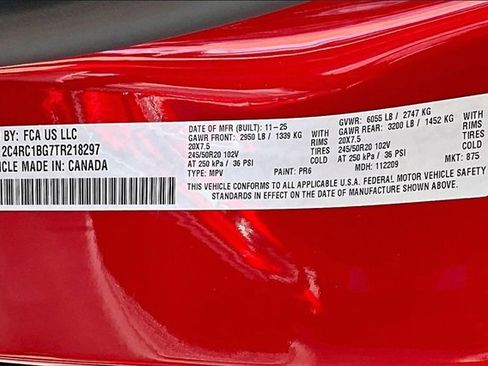 BY: FCA US LLC
2C4RC1BG7TR218297
ICLE MADE IN: CANADA
DATE OF MFR (BUILT): 11-25
GAWR FRONT: 2950 LB / 1339 KG
WITH
20X7.5
RIMS
245/50R20 102V
TIRES
AT 250 kPa / 36 PSI
TYPE: MPV
PAINT: PR6
GVWR: 6055 LB / 2747 KG
GAWR REAR: 3200 LB / 1452 KG
WITH
20X7.5
RIMS
245/50R20 102V
TIRES
AT 250 kPa / 36 PSI
MDH: 112209
MKT: 875
THIS VEHICLE CONFORMS TO ALL APPLICABLE U.S.A. FEDERAL MOTOR VEHICLE SAFETY
STANDARDS IN EFFECT ON THE DATE OF MANUFACTURE SHOWN ABOVE.